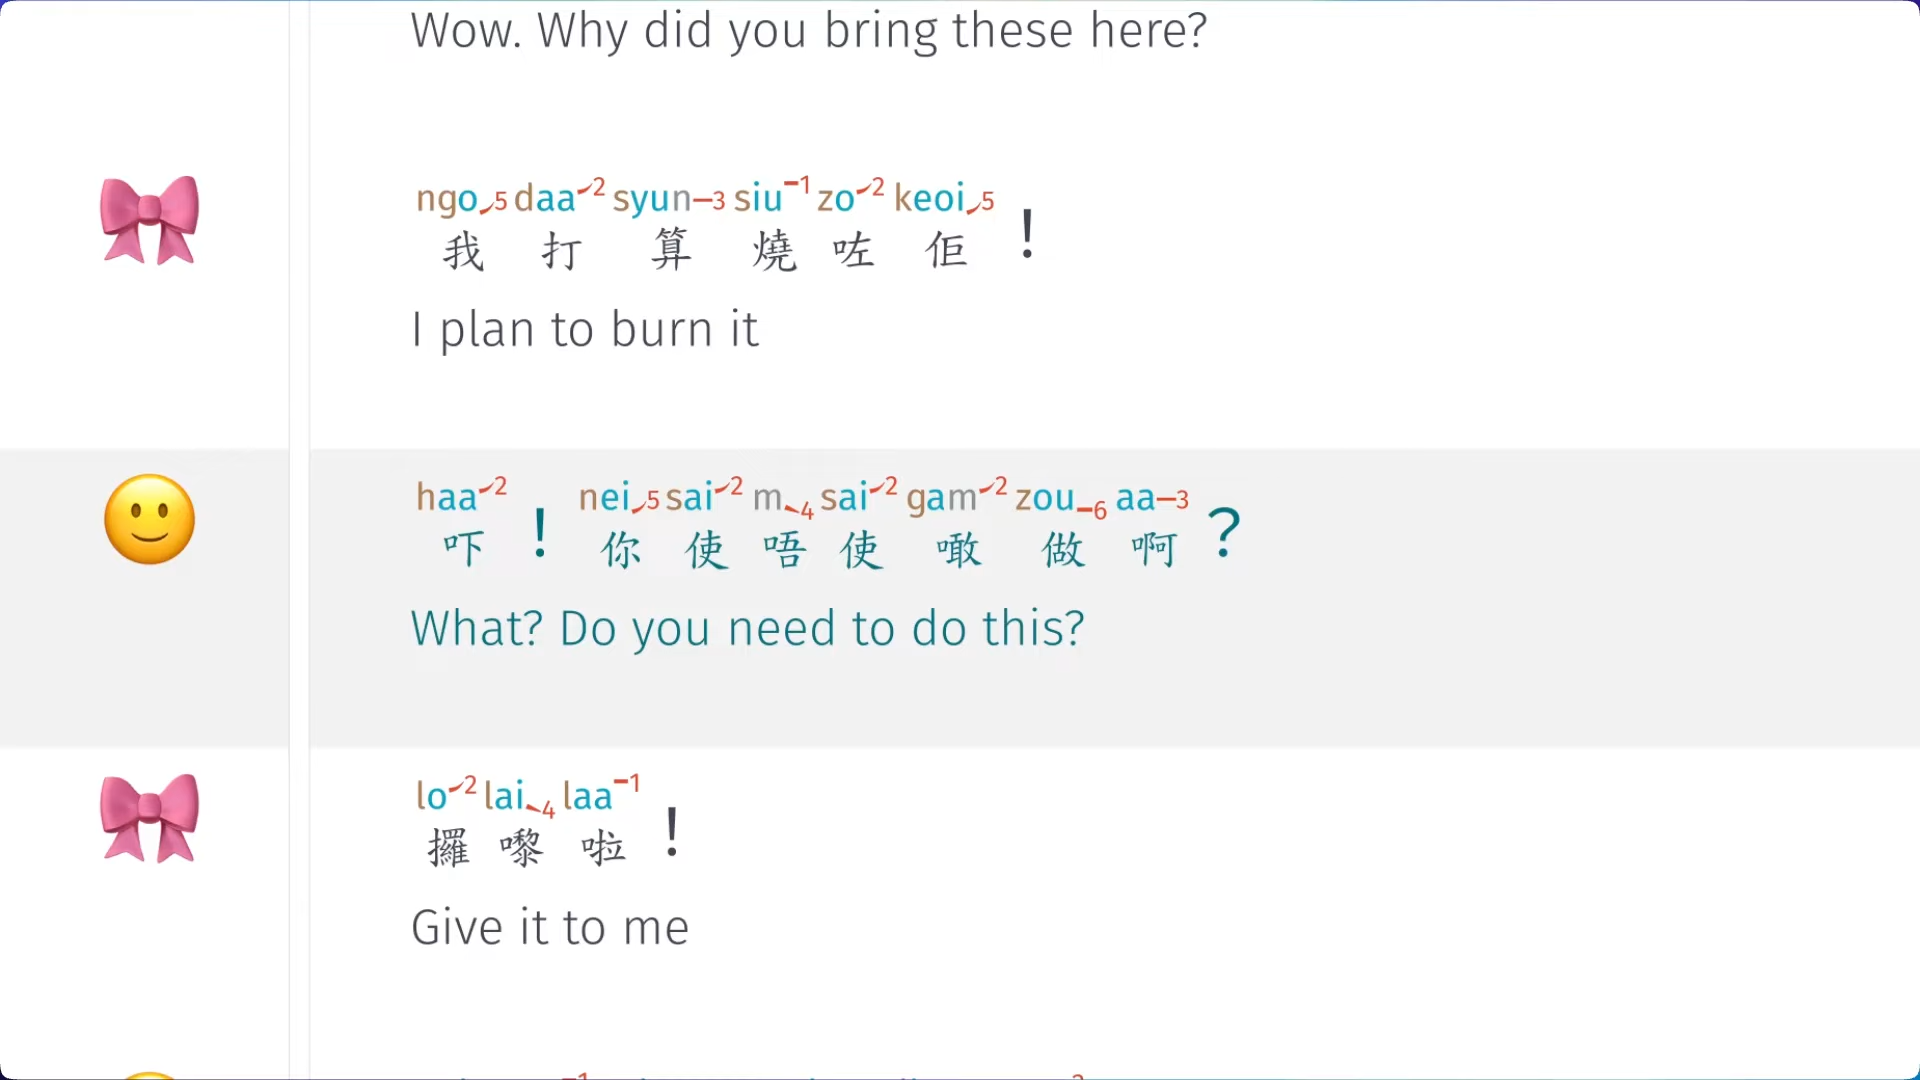 Wow. Why did you bring these here?
ngo5 daa2 syun3 siu1 zo2 keoi5
我打算燒咗佢！
I plan to burn it
haa2 nei5 sai2 m4 sai2 gam2 zou6 aa3
吓！你使唔使噉做啊？
What? Do you need to do this?
lo2 lai4 laa1
攞嚟啦！
Give it to me